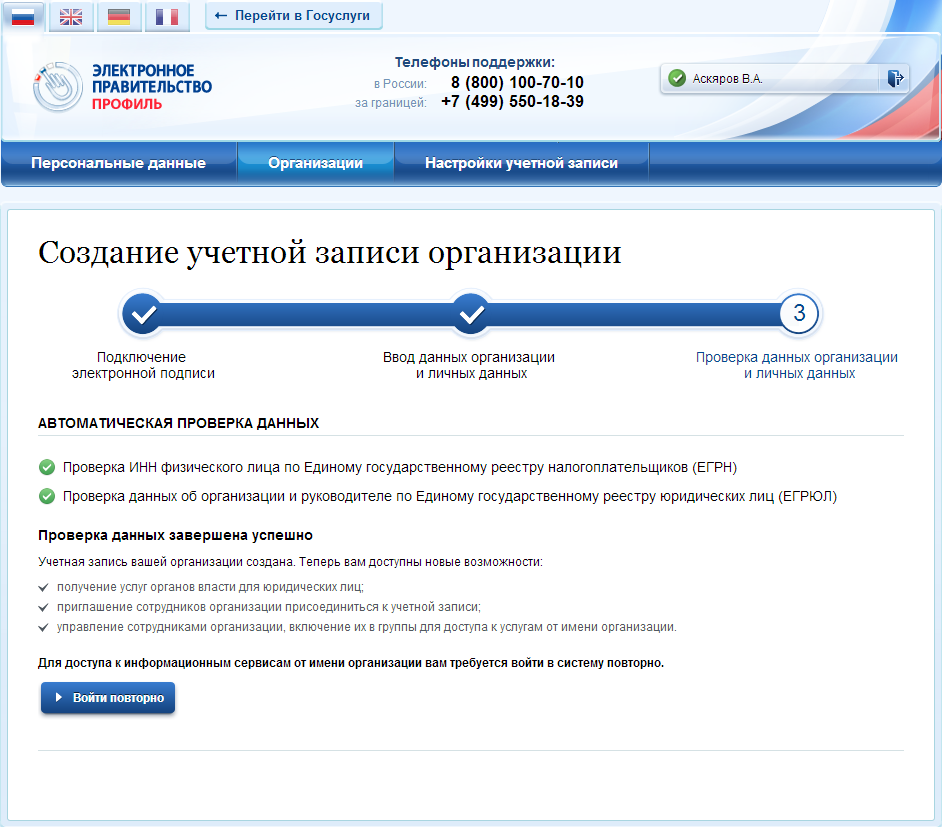 ← Перейти в Госуслуги
ЭЛЕКТРОННОЕ
ПРАВИТЕЛЬСТВО
ПРОФИЛЬ
Телефоны поддержки:
в России: 8 (800) 100-70-10
за границей: +7 (499) 550-18-39
Аскяров В.А.
Персональные данные
Организации
Настройки учетной записи
Создание учетной записи организации
3
Подключение
электронной подписи
Ввод данных организации
и личных данных
Проверка данных организации
и личных данных
АВТОМАТИЧЕСКАЯ ПРОВЕРКА ДАННЫХ
Проверка ИНН физического лица по Единому государственному реестру налогоплательщиков (ЕГРН)
Проверка данных об организации и руководителе по Единому государственному реестру юридических лиц (ЕГРЮЛ)
Проверка данных завершена успешно
Учетная запись вашей организации создана. Теперь вам доступны новые возможности:
получение услуг органов власти для юридических лиц;
приглашение сотрудников организации присоединиться к учетной записи;
управление сотрудниками организации, включение их в группы для доступа к услугам от имени организации.
Для доступа к информационным сервисам от имени организации вам требуется войти в систему повторно.
Войти повторно